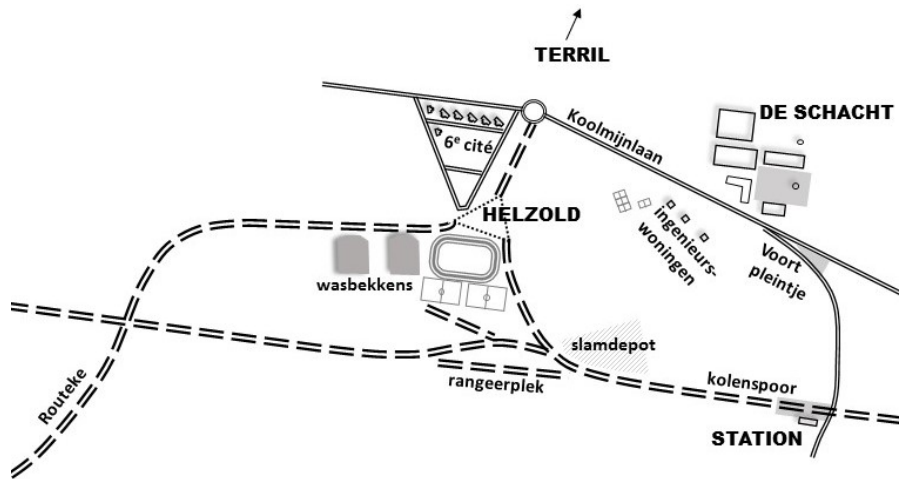 TERRIL
DE SCHACHT
Koolmijnlaan
6e cité
HELZOLD
ingenieurs-
woningen
Voort
pleintje
wasbekkens
slamdepot
rangeerplek
kolenspoor
Routeke
STATION